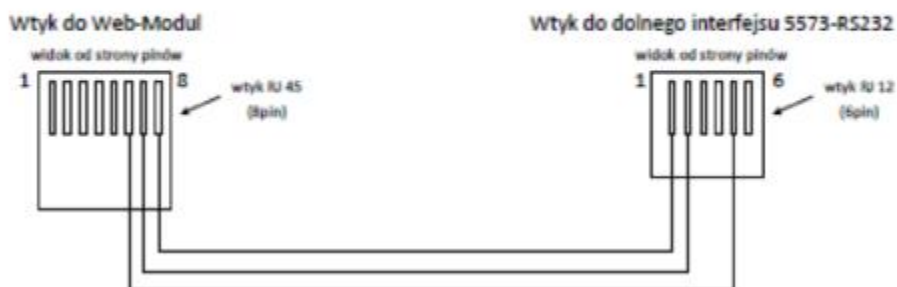 Wtyk do Web-Modul
widok od strony pinów
1
8
wtyk RJ 45
(8pin)
Wtyk do dolnego interfejsu 5573-RS232
widok od strony pinów
1
6
wtyk RJ 12
(6pin)